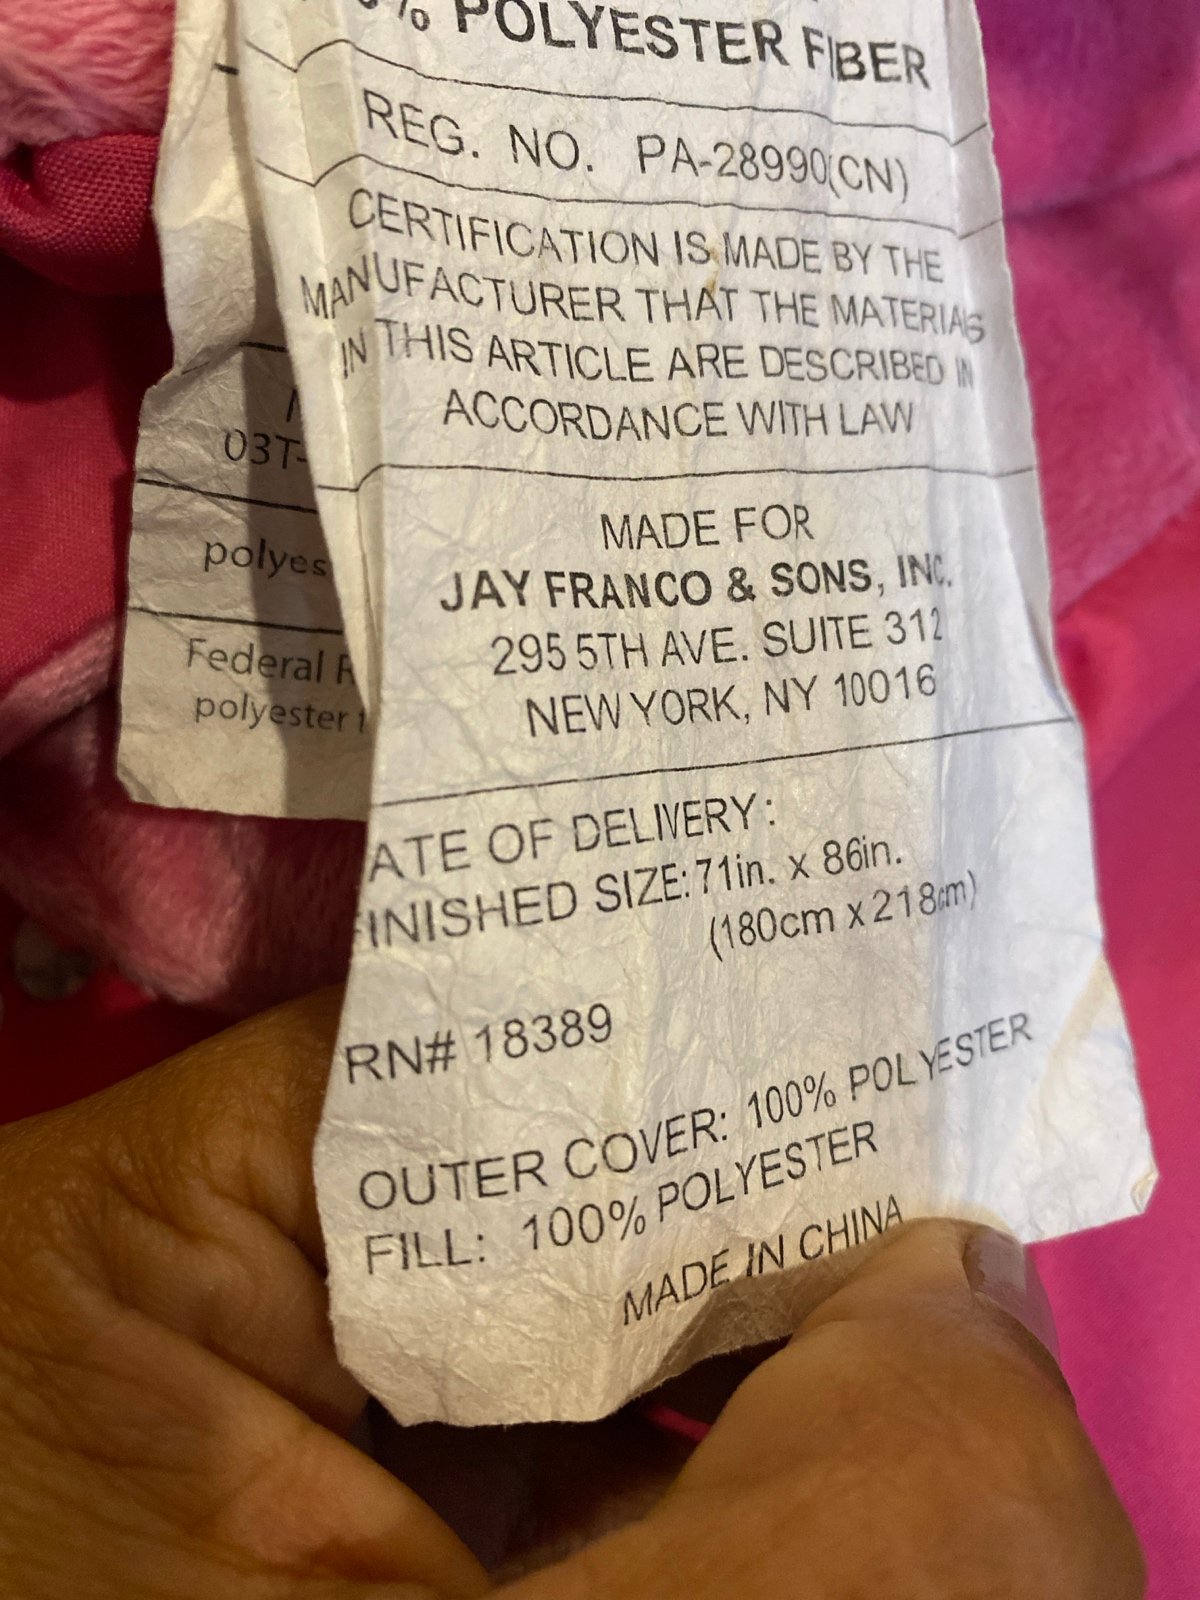 % POLYESTER FIBER
REG. NO. PA-28990(CN)
CERTIFICATION IS MADE BY THE
MANUFACTURER THAT THE MATERIALS
IN THIS ARTICLE ARE DESCRIBED IN
ACCORDANCE WITH LAW
MADE FOR
JAY FRANCO & SONS, INC.
295 5TH AVE. SUITE 312
NEW YORK, NY 10016
ATE OF DELIVERY:
FINISHED SIZE: 71in. x 86in.
(180cm x 218cm)
RN# 18389
OUTER COVER: 100% POLYESTER
FILL: 100% POLYESTER
MADE IN CHINA
03T-
polyes
Federal R
polyester